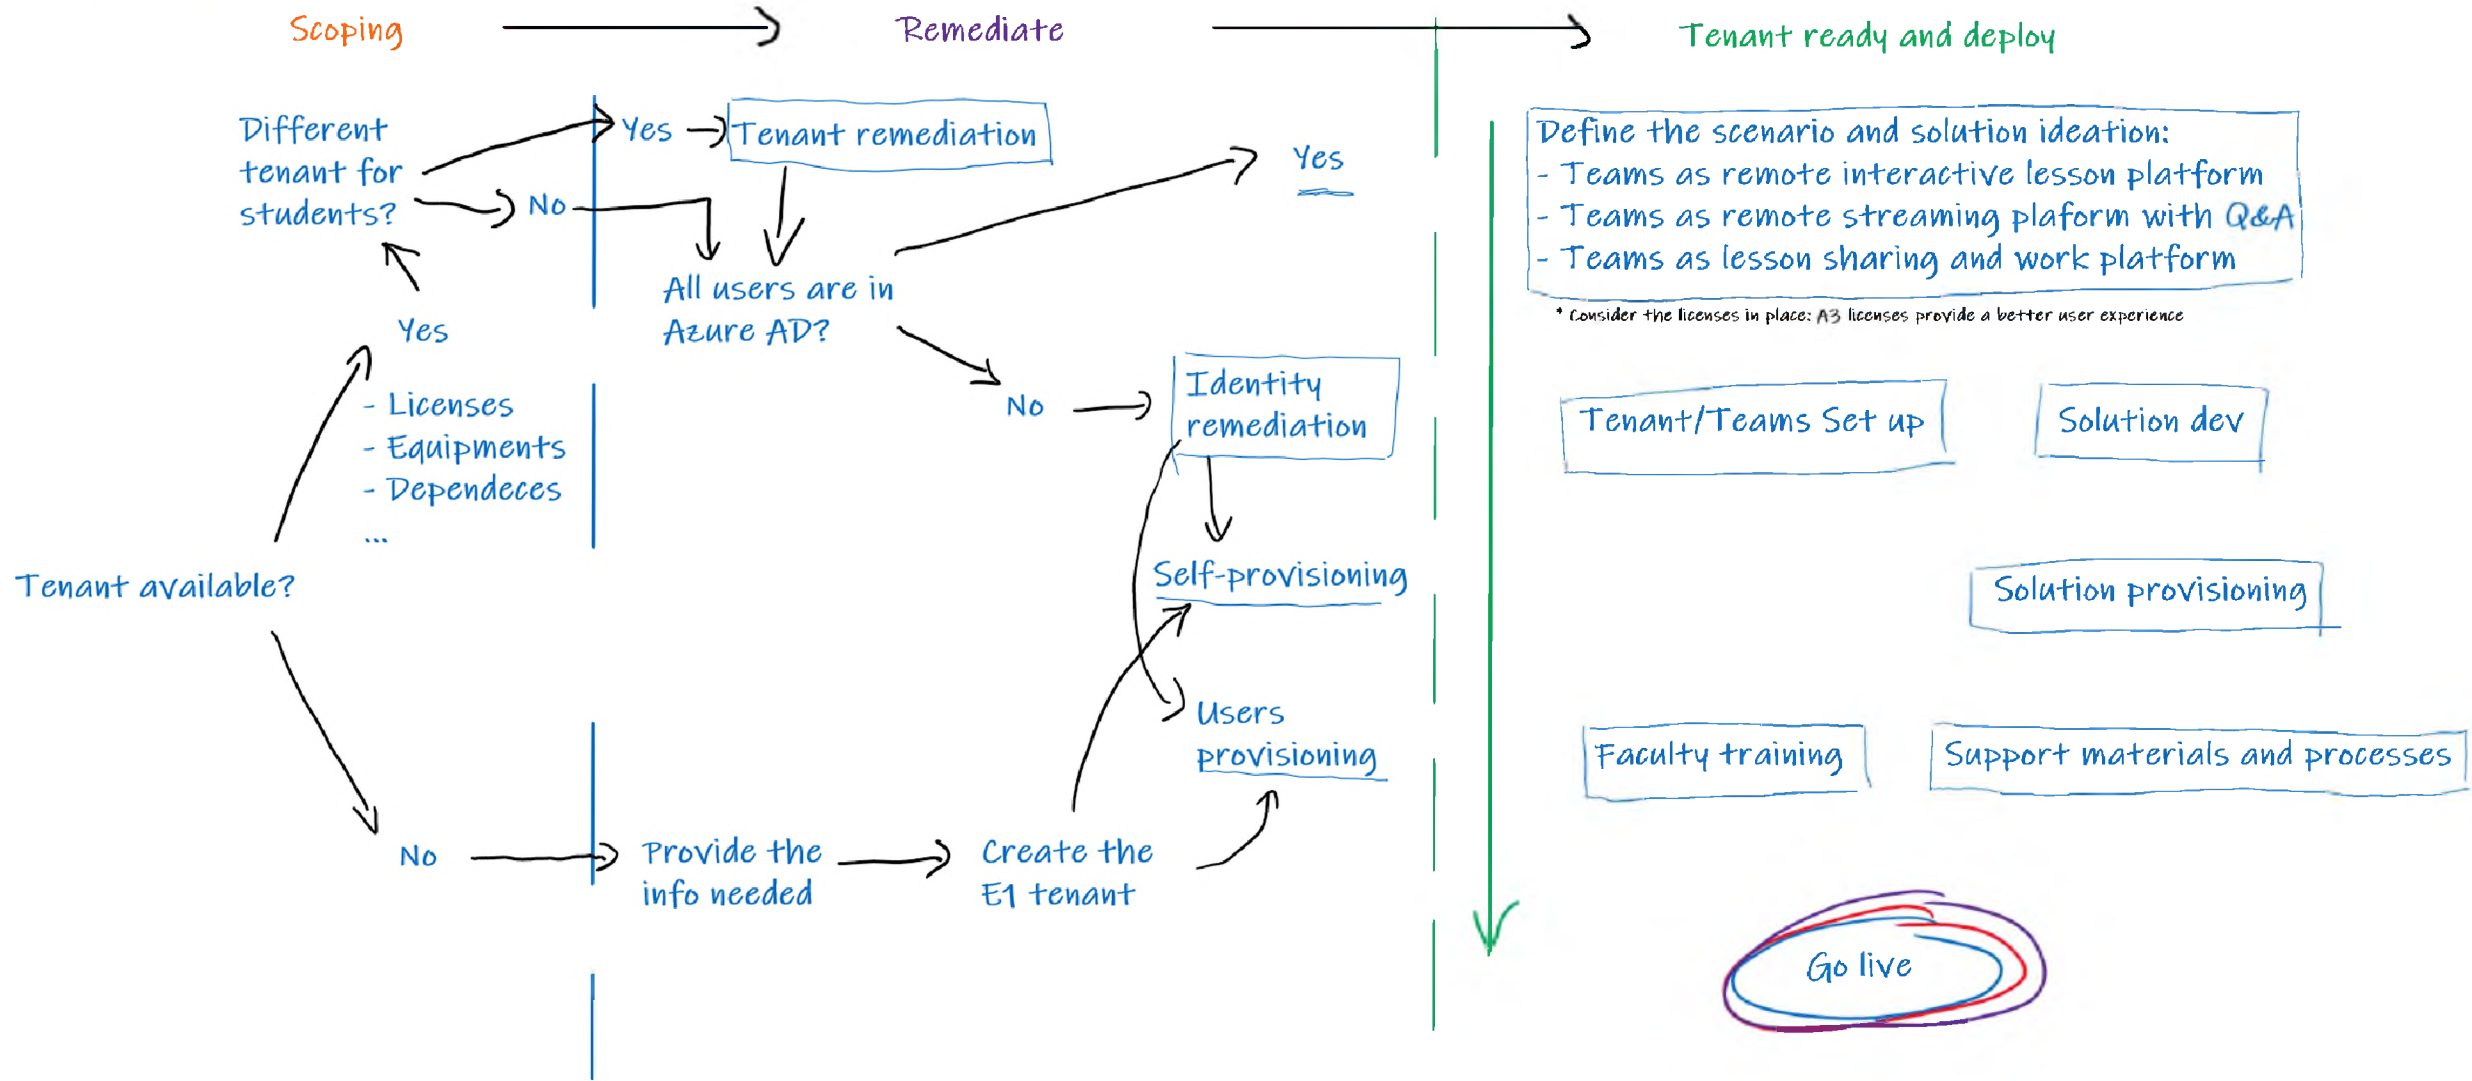 Scoping
Remediate
Tenant ready and deploy
Different
tenant for
students?
Yes
No
Tenant remediation
All users are in
Azure AD?
Yes
No
Identity
remediation
Yes
- Licenses
- Equipments
- Dependeces
...
Tenant available?
Self-provisioning
Users
provisioning
No
Provide the
info needed
Create the
E1 tenant
Define the scenario and solution ideation:
- Teams as remote interactive lesson platform
- Teams as remote streaming plaform with Q&A
- Teams as lesson sharing and work platform
* Consider the licenses in place: A3 licenses provide a better user experience
Tenant/Teams Set up
Solution dev
Solution provisioning
Faculty training
Support materials and processes
Go live